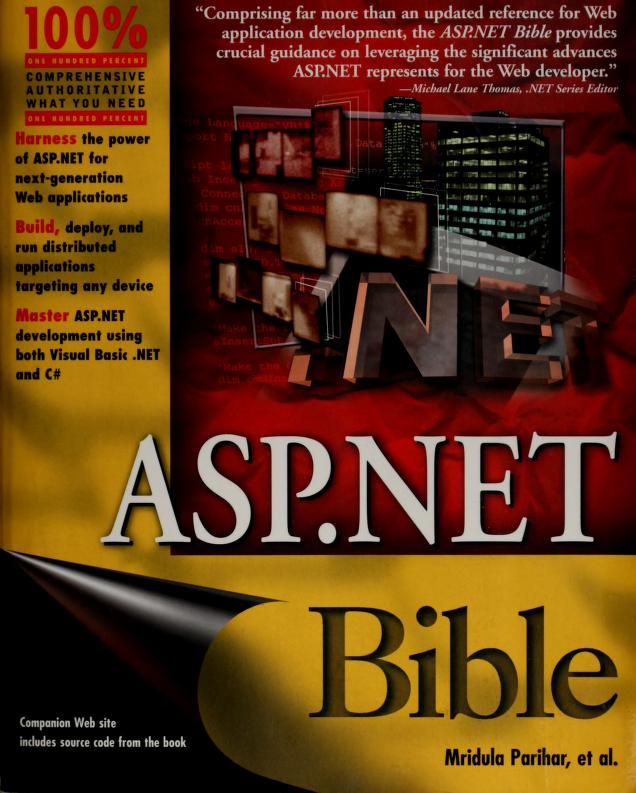 100%
ONE HUNDRED PERCENT
COMPREHENSIVE
AUTHORITATIVE
WHAT YOU NEED
ONE HUNDRED PERCENT
“Comprising far more than an updated reference for Web
application development, the ASP.NET Bible provides
crucial guidance on leveraging the significant advances
ASP.NET represents for the Web developer.”
—Michael Lane Thomas, .NET Series Editor
Harness the power
of ASP.NET for
next-generation
Web applications
Build, deploy, and
run distributed
applications
targeting any device
Master ASP.NET
development using
both Visual Basic .NET
and C#
.NET
ASP.NET
Bible
Companion Web site
includes source code from the book
Mridula Parihar, et al.